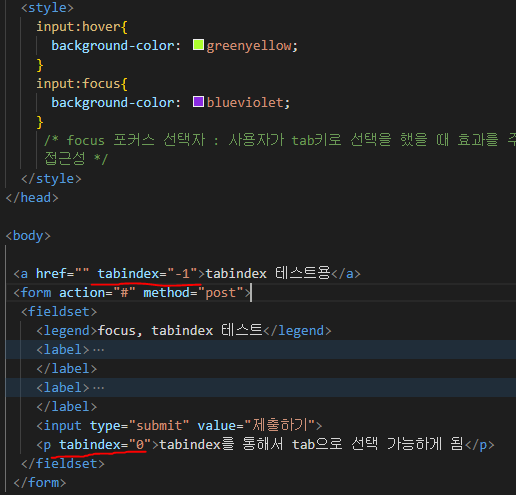 <style>
input:hover{
background-color: greenyellow;
}
input:focus{
background-color: blueviolet;
}
/* focus 포커스 선택자 : 사용자가 tab키로 선택을 했을 때 효과를 주
접근성 */
</style>
</head>
<body>
<a href="" tabindex="-1">tabindex 테스트용</a>
<form action="#" method="post">
<fieldset>
<legend>focus, tabindex 테스트</legend>
<label>…
</label>
<label>…
</label>
<input type="submit" value="제출하기">
<p tabindex="0">tabindex를 통해서 tab으로 선택 가능하게 됨</p>
</fieldset>
</form>